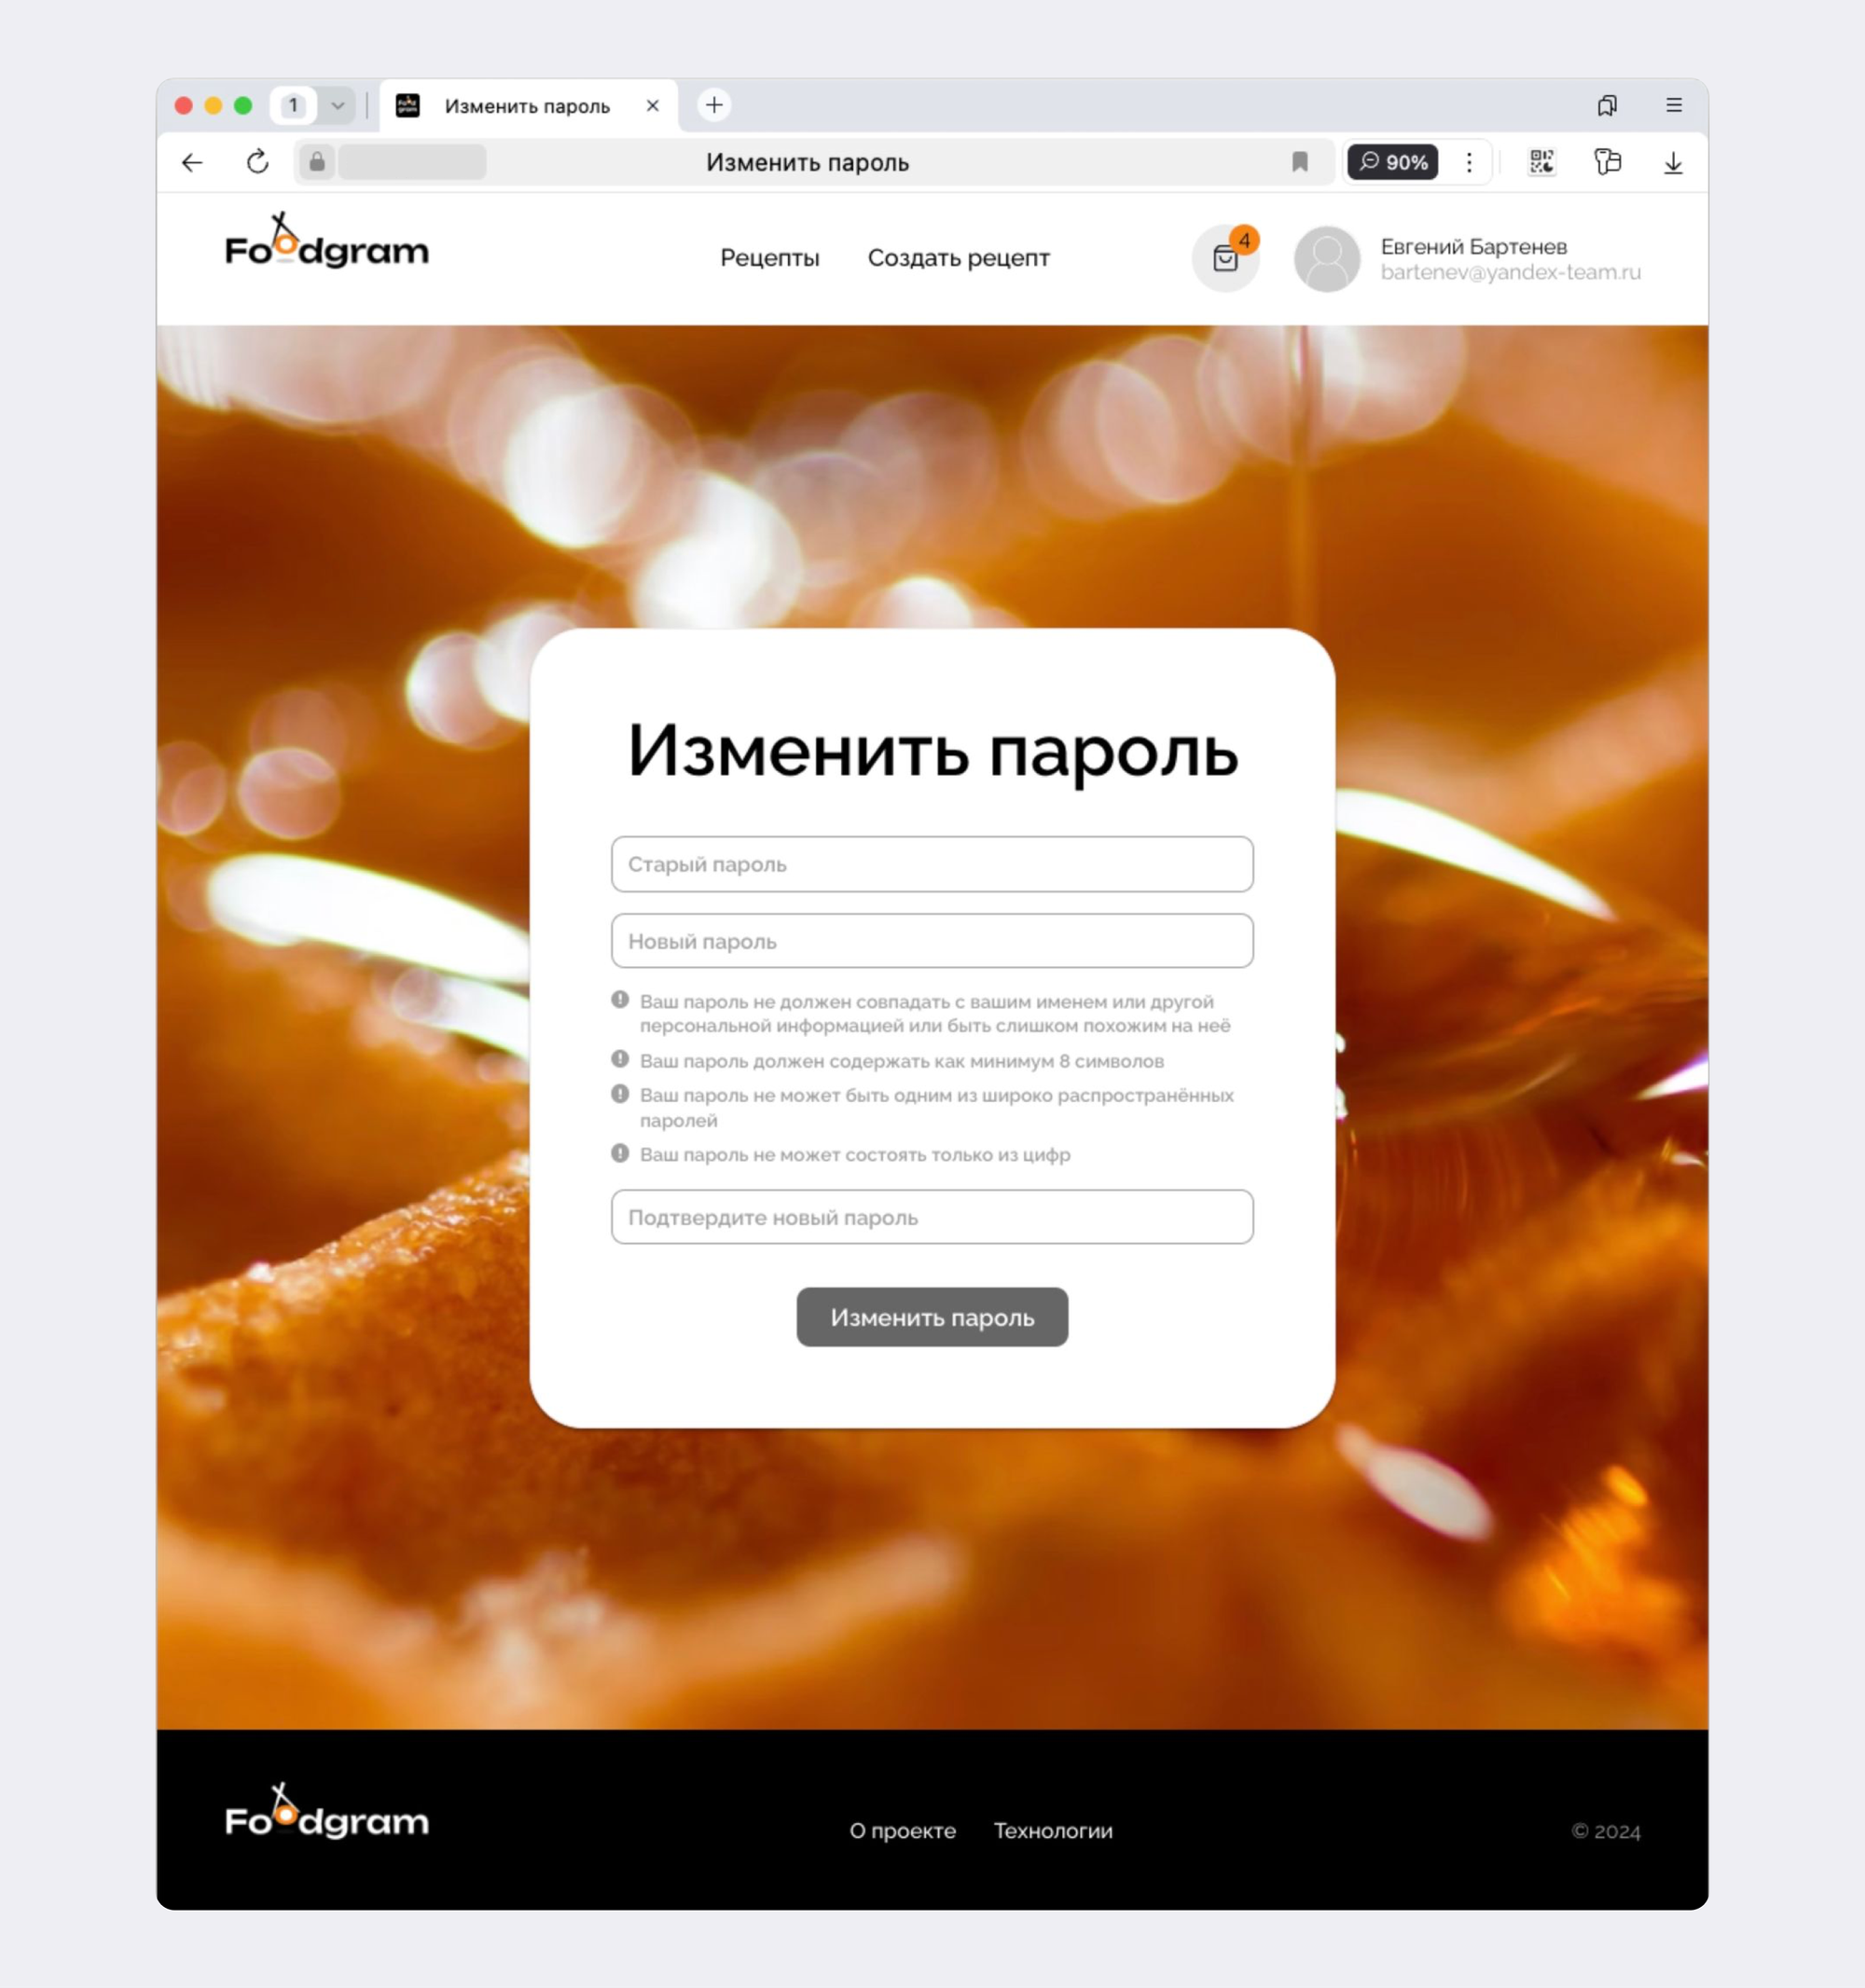 1
Изменить пароль
Изменить пароль
90%
Foodgram
Рецепты
Создать рецепт
4
Евгений Бартенев
bartenev@yandex-team.ru
Изменить пароль
Старый пароль
Новый пароль
Ваш пароль не должен совпадать с вашим именем или другой
персональной информацией или быть слишком похожим на неё
Ваш пароль должен содержать как минимум 8 символов
Ваш пароль не может быть одним из широко распространённых
паролей
Ваш пароль не может состоять только из цифр
Подтвердите новый пароль
Изменить пароль
Foodgram
О проекте
Технологии
© 2024